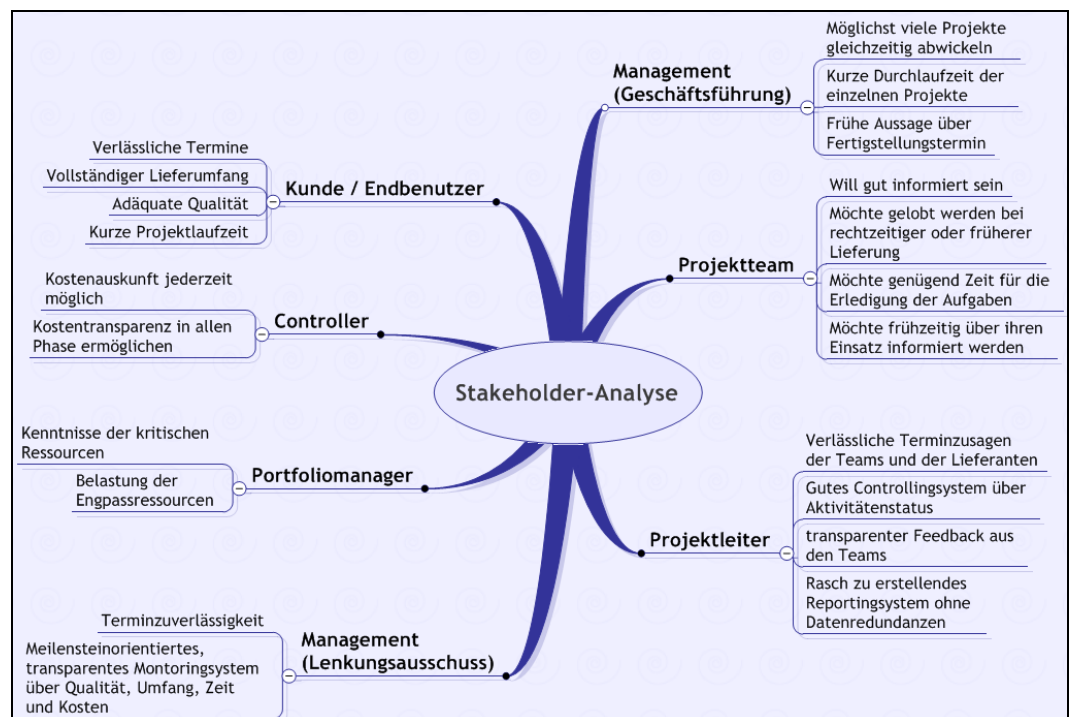 Stakeholder-Analyse
Management
(Geschäftsführung)
Möglichst viele Projekte
gleichzeitig abwickeln
Kurze Durchlaufzeit der
einzelnen Projekte
Frühe Aussage über
Fertigstellungstermin
Projektteam
Will gut informiert sein
Möchte gelobt werden bei
rechtzeitiger oder früherer
Lieferung
Möchte genügend Zeit für die
Erledigung der Aufgaben
Möchte frühzeitig über ihren
Einsatz informiert werden
Projektleiter
Verlässliche Terminzusagen
der Teams und der Lieferanten
Gutes Controllingsystem über
Aktivitätenstatus
transparenter Feedback aus
den Teams
Rasch zu erstellendes
Reportingsystem ohne
Datenredundanzen
Kunde / Endbenutzer
Verlässliche Termine
Vollständiger Lieferumfang
Adäquate Qualität
Kurze Projektlaufzeit
Controller
Kostenauskunft jederzeit
möglich
Kostentransparenz in allen
Phase ermöglichen
Portfoliomanager
Kenntnisse der kritischen
Ressourcen
Belastung der
Engpassressourcen
Management
(Lenkungsausschuss)
Terminzuverlässigkeit
Meilensteinorientiertes,
transparentes Montoringsystem
über Qualität, Umfang, Zeit
und Kosten